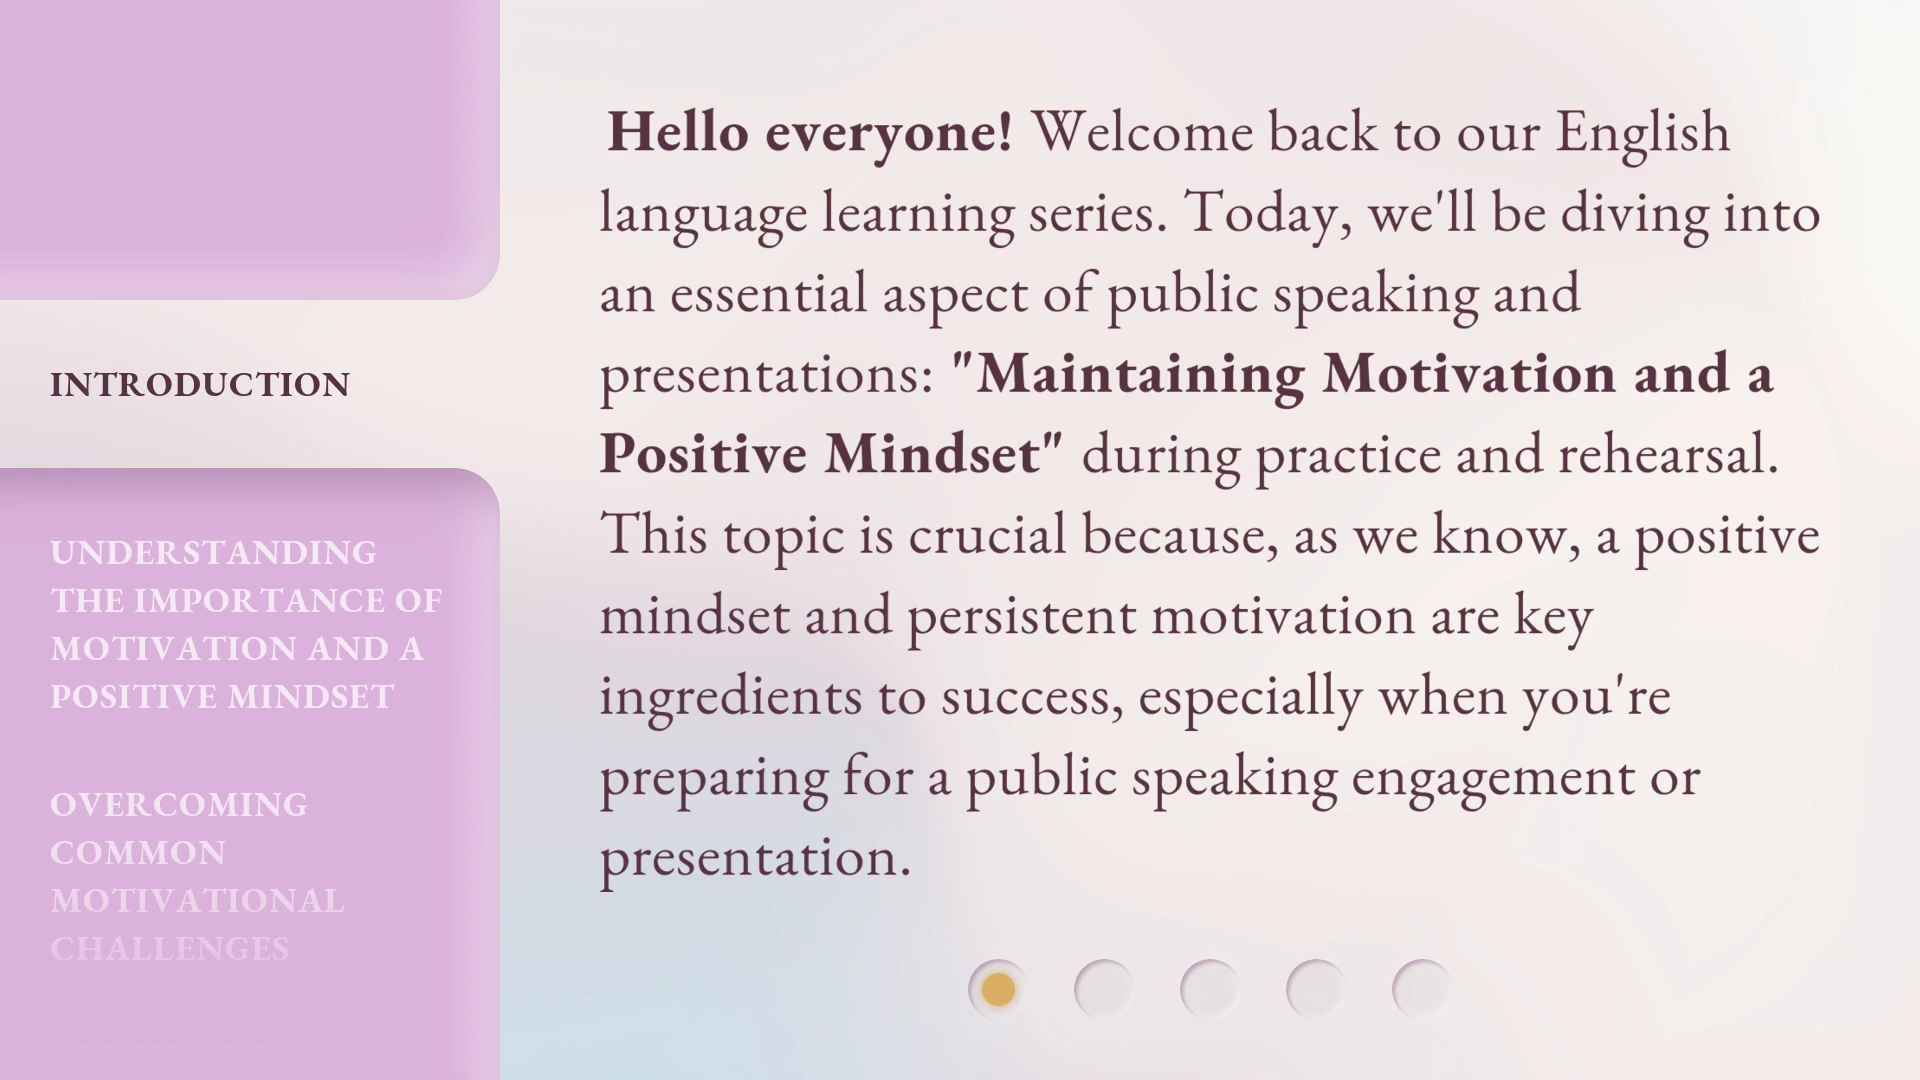 INTRODUCTION
UNDERSTANDING
THE IMPORTANCE OF
MOTIVATION AND A
POSITIVE MINDSET
OVERCOMING
COMMON
MOTIVATIONAL
CHALLENGES
Hello everyone! Welcome back to our English
language learning series. Today, we'll be diving into
an essential aspect of public speaking and
presentations: "Maintaining Motivation and a
Positive Mindset" during practice and rehearsal.
This topic is crucial because, as we know, a positive
mindset and persistent motivation are key
ingredients to success, especially when you're
preparing for a public speaking engagement or
presentation.